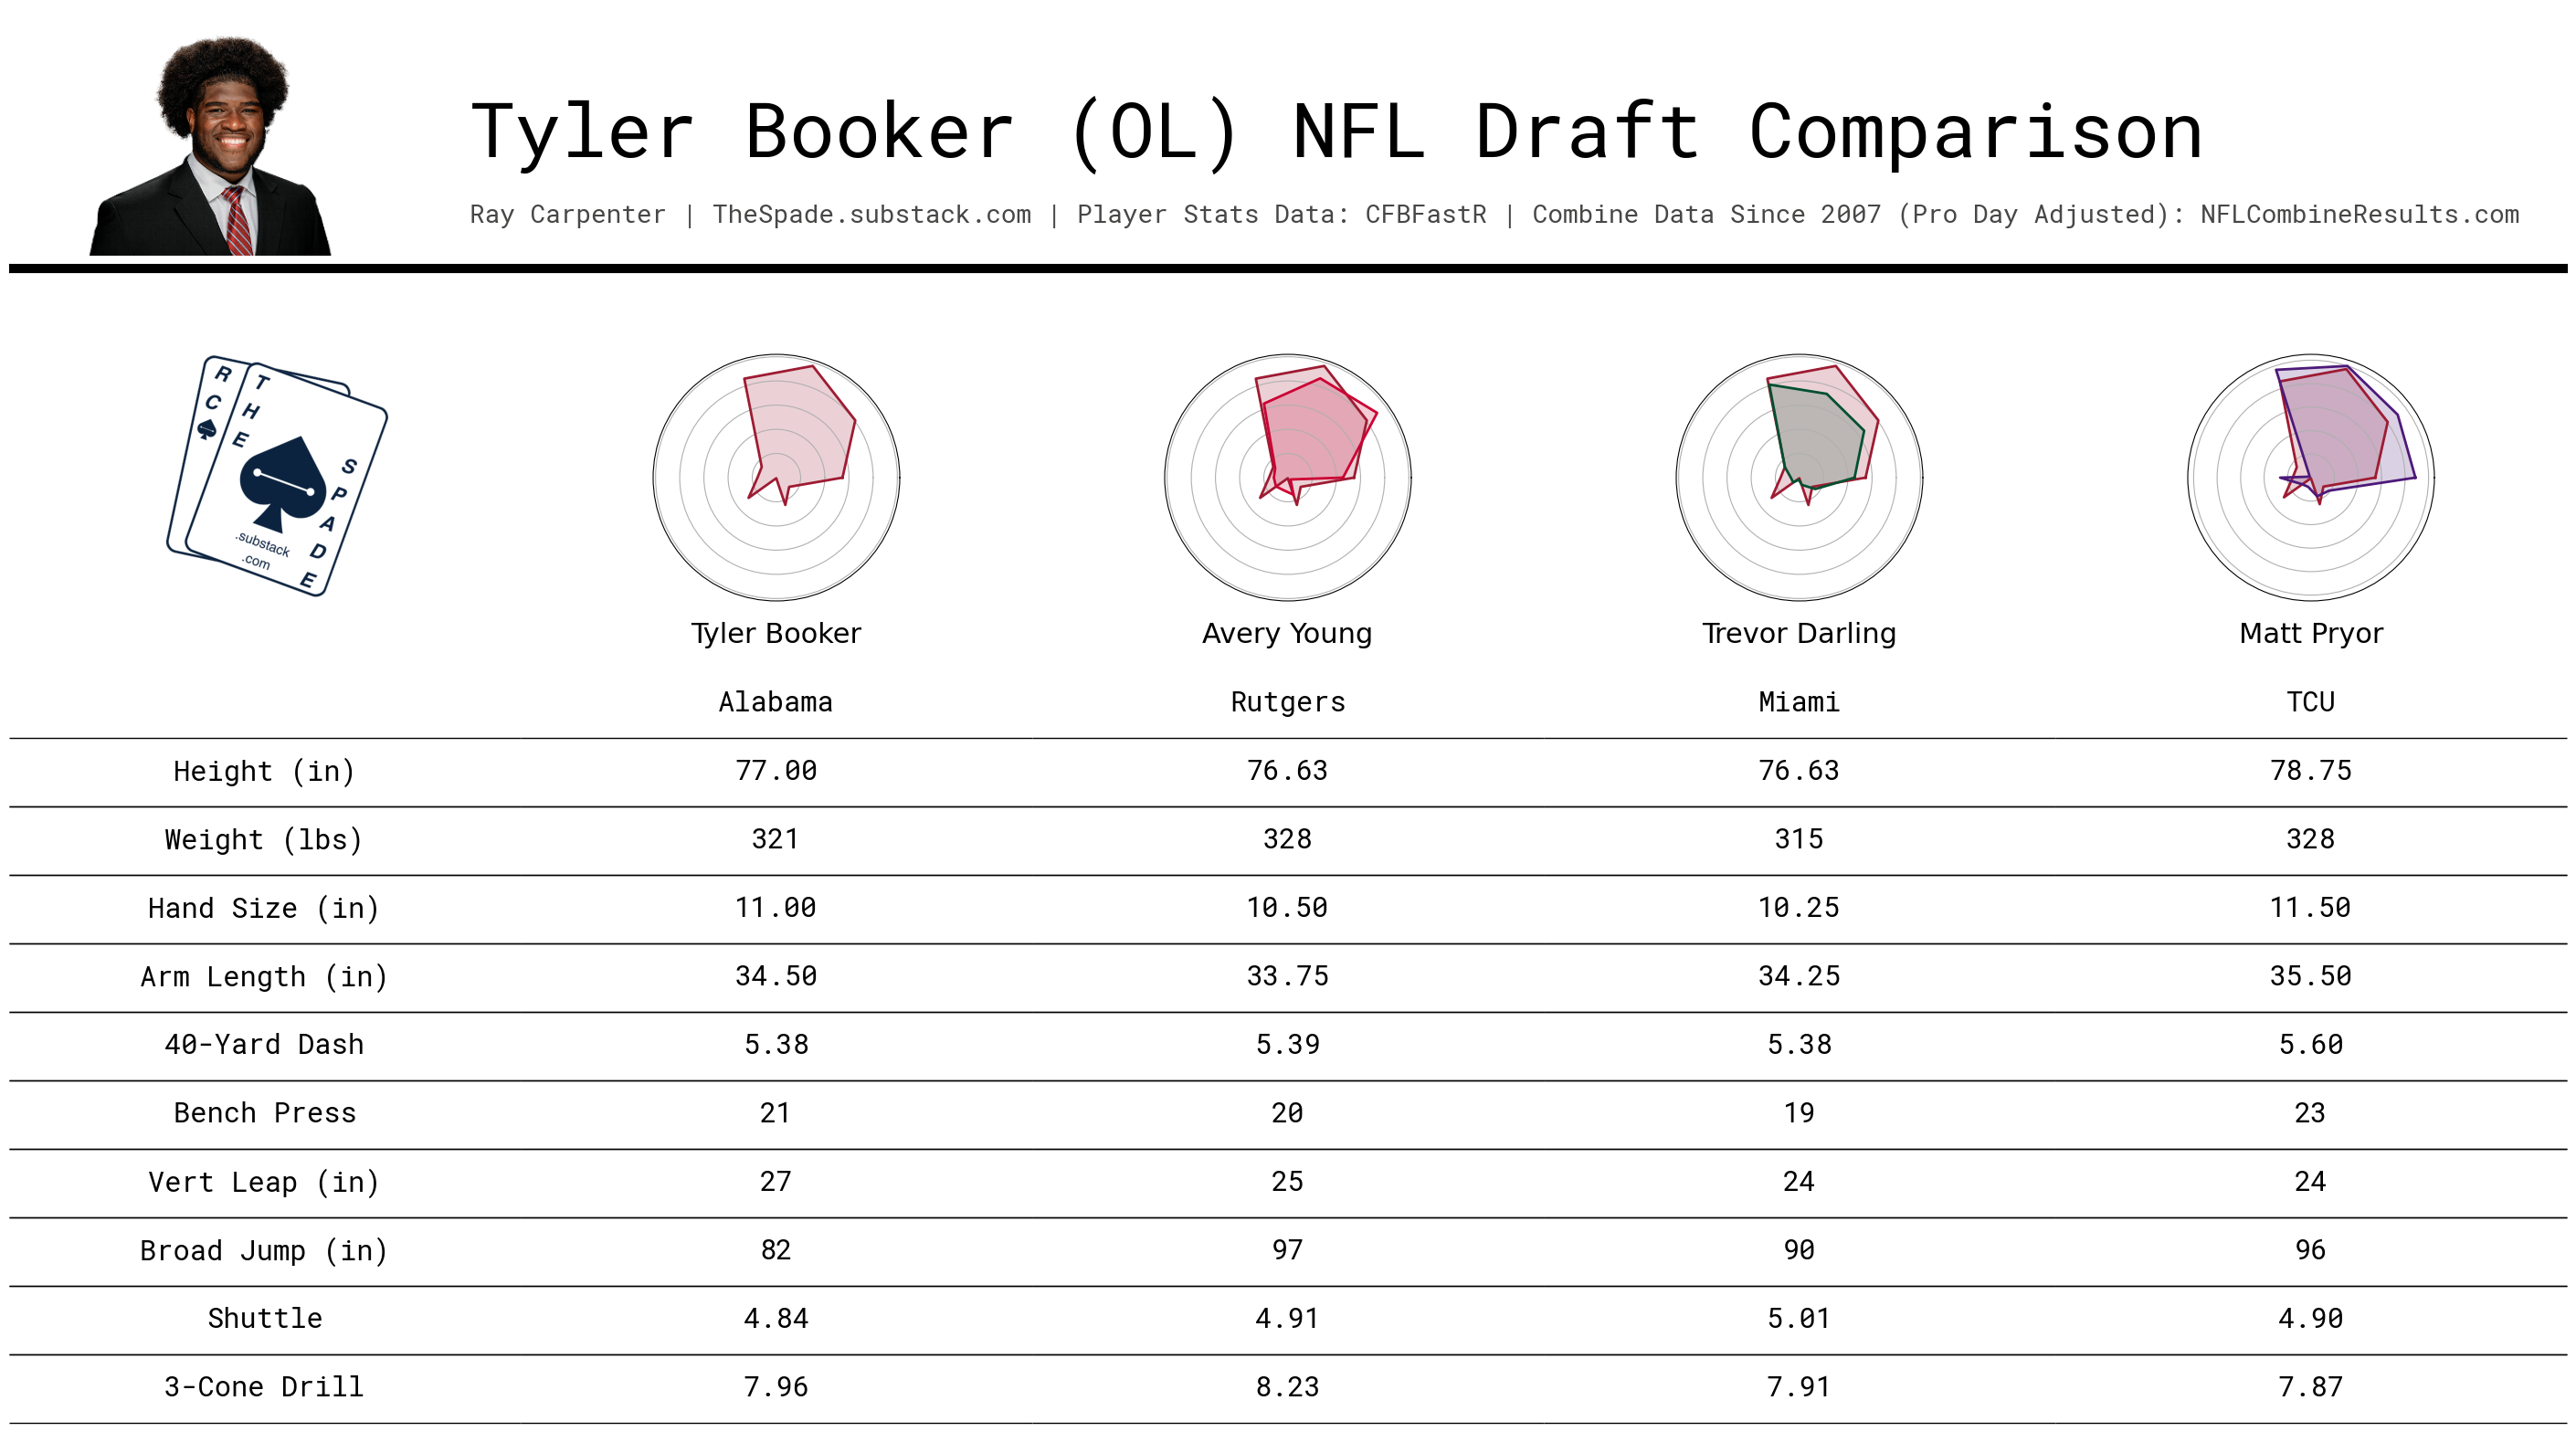 Tyler Booker (OL) NFL Draft Comparison
Ray Carpenter | TheSpade.substack.com | Player Stats Data: CFBFastR | Combine Data Since 2007 (Pro Day Adjusted): NFLCombineResults.com
R C
THE
SPADE
.substack
.com
Tyler Booker Avery Young Trevor Darling Matt Pryor
Alabama Rutgers Miami TCU
Height (in) 77.00 76.63 76.63 78.75
Weight (lbs) 321 328 315 328
Hand Size (in) 11.00 10.50 10.25 11.50
Arm Length (in) 34.50 33.75 34.25 35.50
40-Yard Dash 5.38 5.39 5.38 5.60
Bench Press 21 20 19 23
Vert Leap (in) 27 25 24 24
Broad Jump (in) 82 97 90 96
Shuttle 4.84 4.91 5.01 4.90
3-Cone Drill 7.96 8.23 7.91 7.87